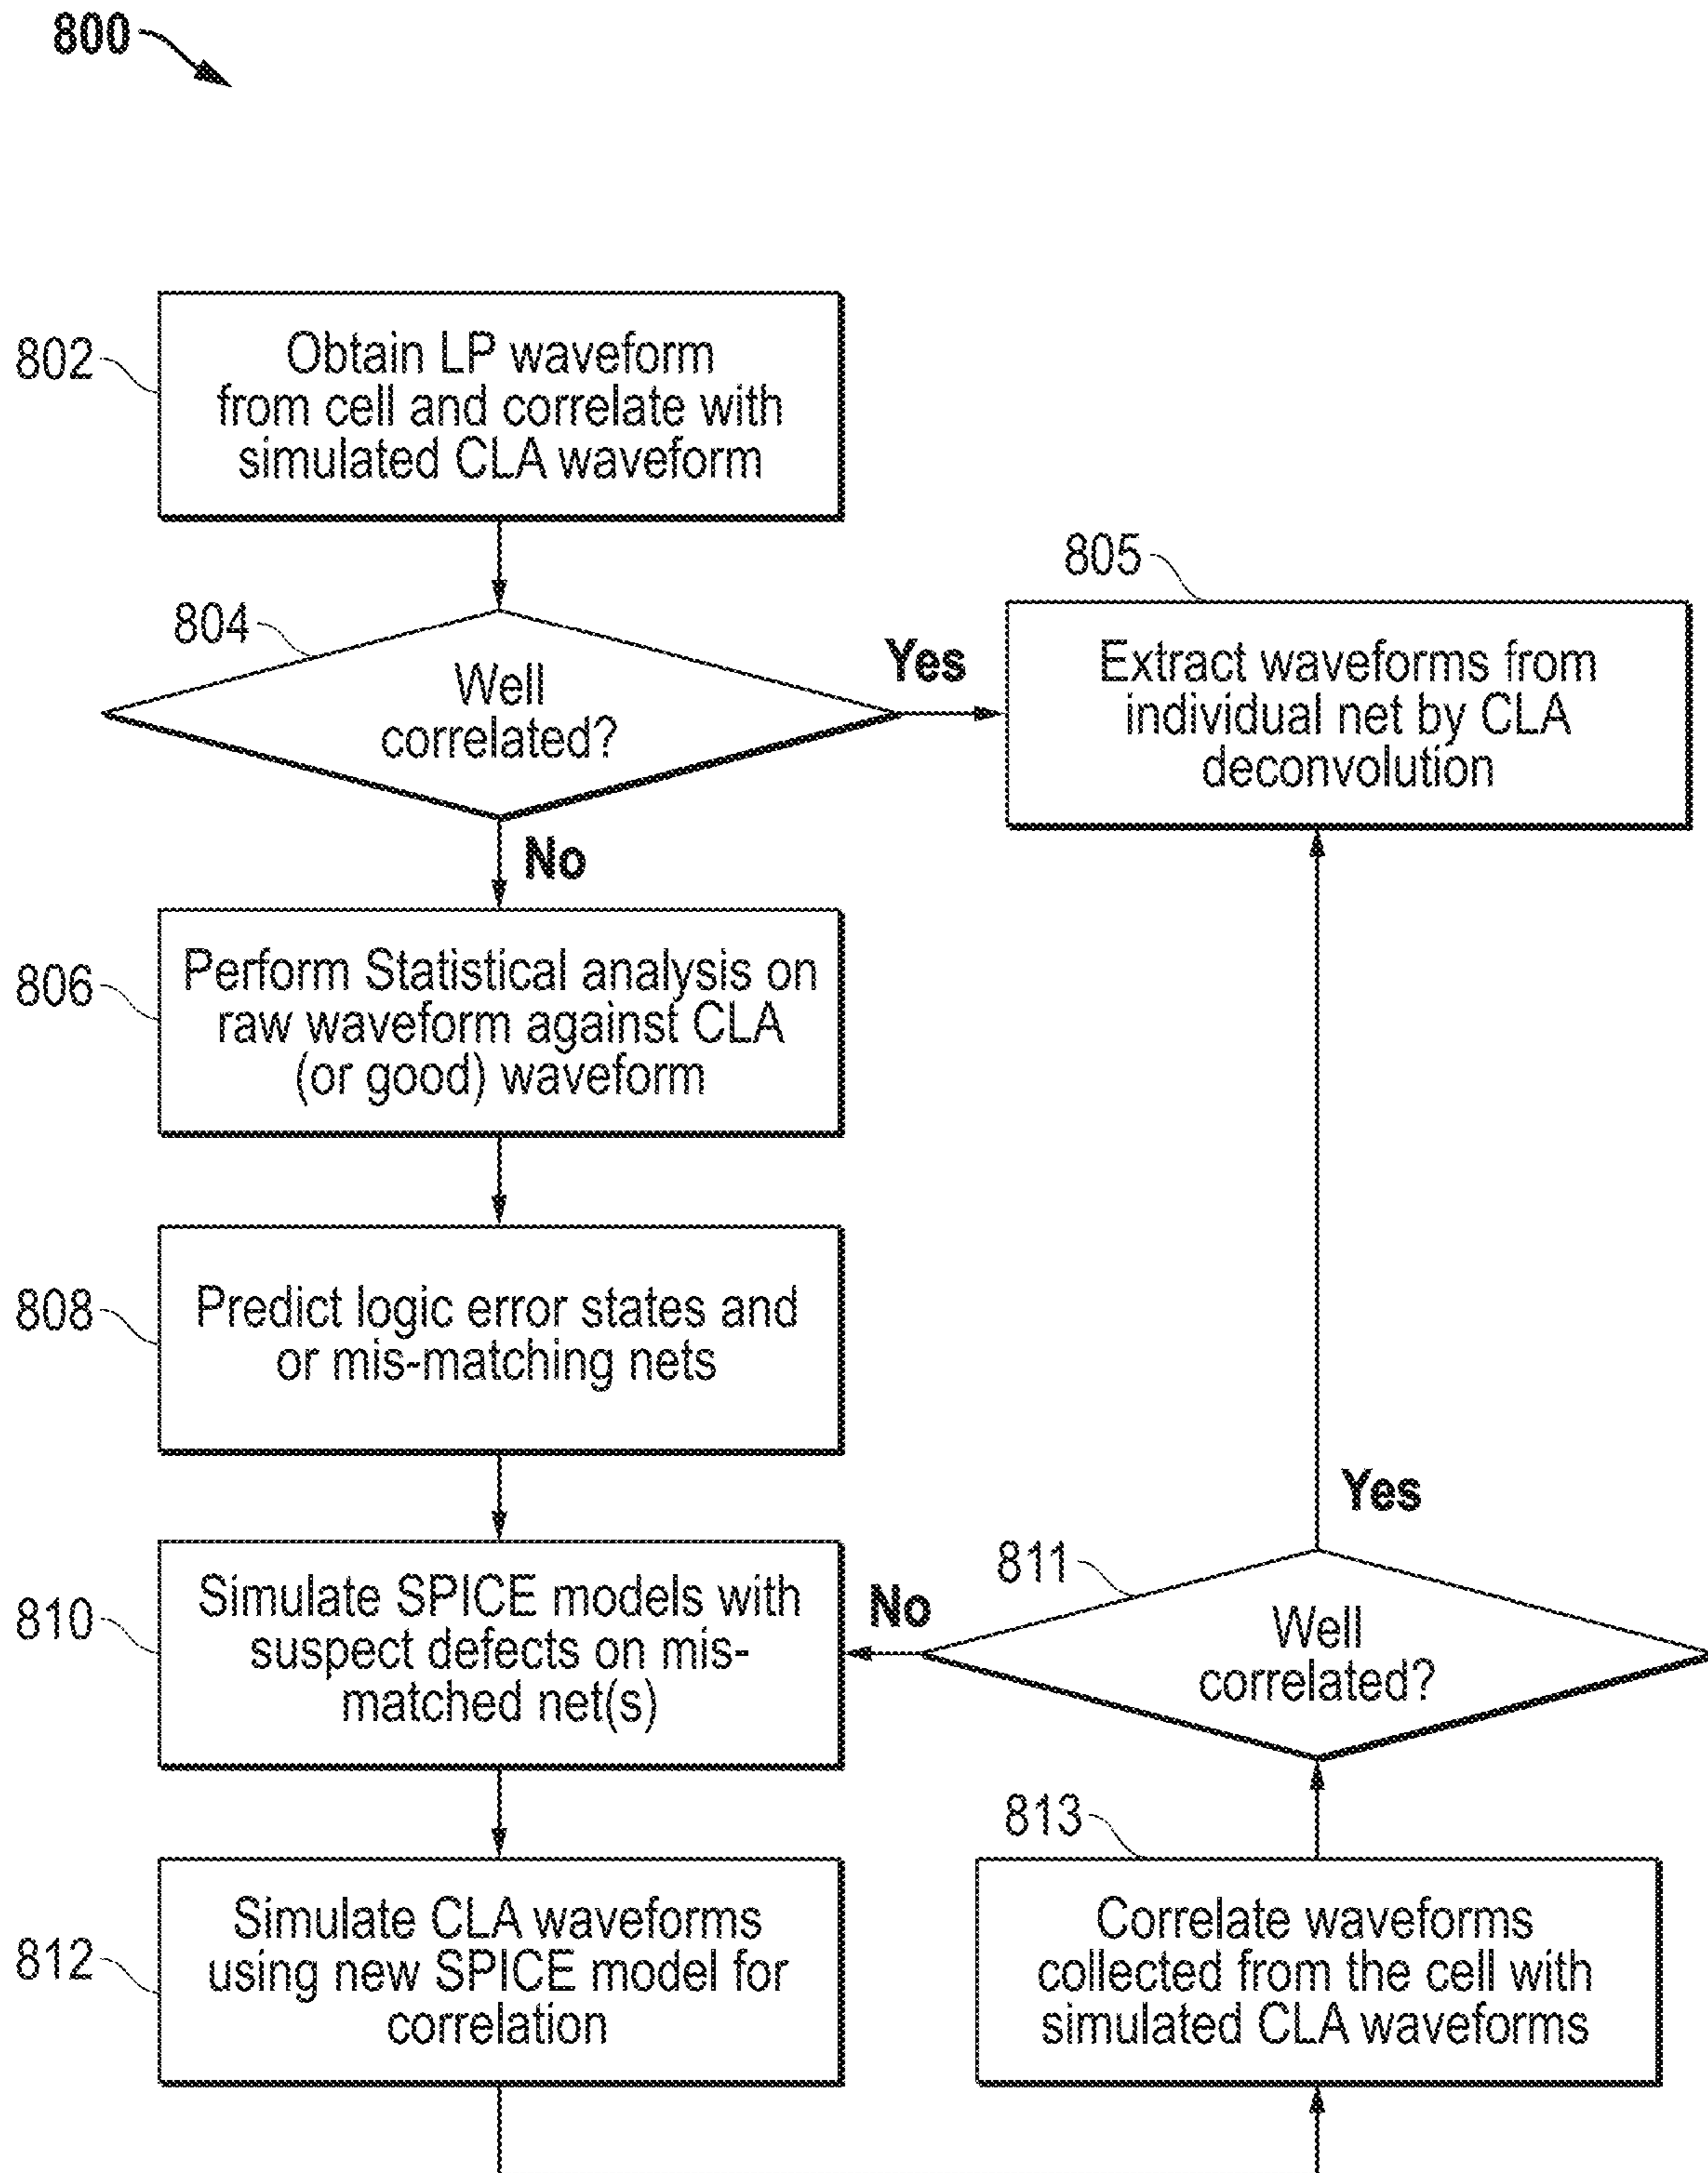 800
802
Obtain LP waveform
from cell and correlate with
simulated CLA waveform
804
Well
correlated?
Yes
805
Extract waveforms from
individual net by CLA
deconvolution
No
806
Perform Statistical analysis on
raw waveform against CLA
(or good) waveform
808
Predict logic error states and
or mis-matching nets
810
Simulate SPICE models with
suspect defects on mis-
matched net(s)
Yes
811
No
Well
correlated?
812
Simulate CLA waveforms
using new SPICE model for
correlation
813
Correlate waveforms
collected from the cell with
simulated CLA waveforms